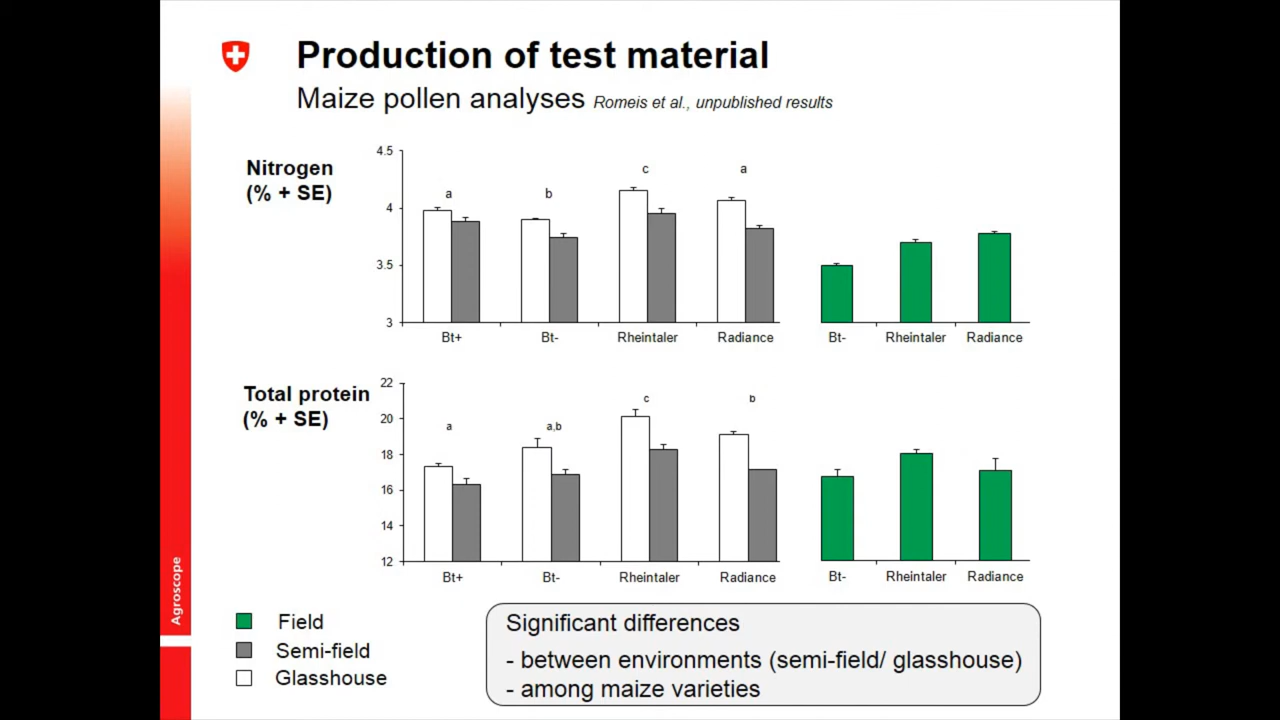 Production of test material
Maize pollen analyses Romeis et al., unpublished results
Nitrogen
(% + SE)
4.5
4
3.5
3
a
b
c
a
Bt+
Bt-
Rheintaler
Radiance
Bt-
Rheintaler
Radiance
Total protein
(% + SE)
22
20
18
16
14
12
a
a,b
c
b
Bt+
Bt-
Rheintaler
Radiance
Bt-
Rheintaler
Radiance
Agroscope
Field
Semi-field
Glasshouse
Significant differences
- between environments (semi-field/ glasshouse)
- among maize varieties